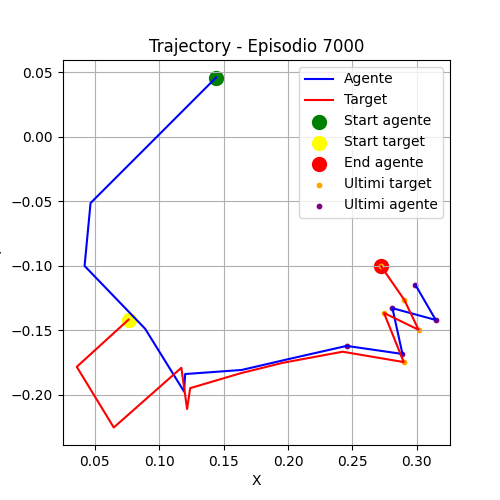 Trajectory - Episodio 7000
Agente
Target
Start agente
Start target
End agente
Ultimi target
Ultimi agente
0.05
0.00
−0.05
−0.10
−0.15
−0.20
0.05
0.10
0.15
0.20
0.25
0.30
X